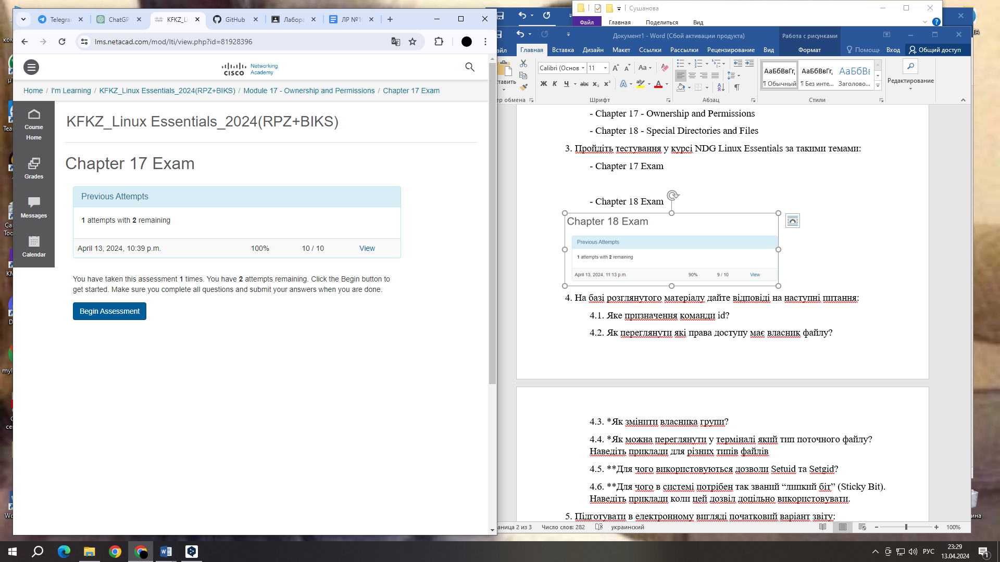 Сушанова
Файл Главная Поделиться Вид
Telegra ChatGP KFKZ_Li GitHub Лабора ЛР №1
lms.netacad.com/mod/lti/view.php?id=81928396
Документ1 - Word (Сбой активации продукта) Работа с рисунками
Главная Вставка Дизайн Макет Ссылки Рассылки Рецензирование Вид Формат Помощ Вход Общий доступ
Calibri (Основ 11
АаБбВвГг, АаБбВвГг, АаБбВв
¶ Обычный ¶ Без инте... Заголово...
Редактирование
Шрифт Абзац Стили
CISCO Networking Academy
Home / I'm Learning / KFKZ_Linux Essentials_2024(RPZ+BIKS) / Module 17 - Ownership and Permissions / Chapter 17 Exam
Course Home
Grades
Messages
Calendar
KFKZ_Linux Essentials_2024(RPZ+BIKS)
Chapter 17 Exam
Previous Attempts
1 attempts with 2 remaining
April 13, 2024, 10:39 p.m. 100% 10 / 10 View
You have taken this assessment 1 times. You have 2 attempts remaining. Click the Begin button to
get started. Make sure you complete all questions and submit your answers when you are done.
Begin Assessment
- Chapter 17 - Ownership and Permissions
- Chapter 18 - Special Directories and Files
3. Пройдіть тестування у курсі NDG Linux Essentials за такими темами:
- Chapter 17 Exam
- Chapter 18 Exam
Chapter 18 Exam
Previous Attempts
1 attempts with 2 remaining
April 13, 2024, 11:13 p.m. 90% 9 / 10 View
4. На базі розглянутого матеріалу дайте відповіді на наступні питання:
4.1. Яке призначення команди id?
4.2. Як переглянути які права доступу має власник файлу?
4.3. *Як змінити власника групи?
4.4. *Як можна переглянути у терміналі який тип поточного файлу?
Наведіть приклади для різних типів файлів
4.5. **Для чого використовуються дозволи Setuid та Setgid?
4.6. **Для чого в системі потрібен так званий “липкий біт” (Sticky Bit).
Наведіть приклади коли цей дозвіл доцільно використовувати.
5. Підготувати в електронному вигляді початковий варіант звіту:
аница 2 из 3 Число слов: 282 украинский 100%
РУС 23:29
13.04.2024
1